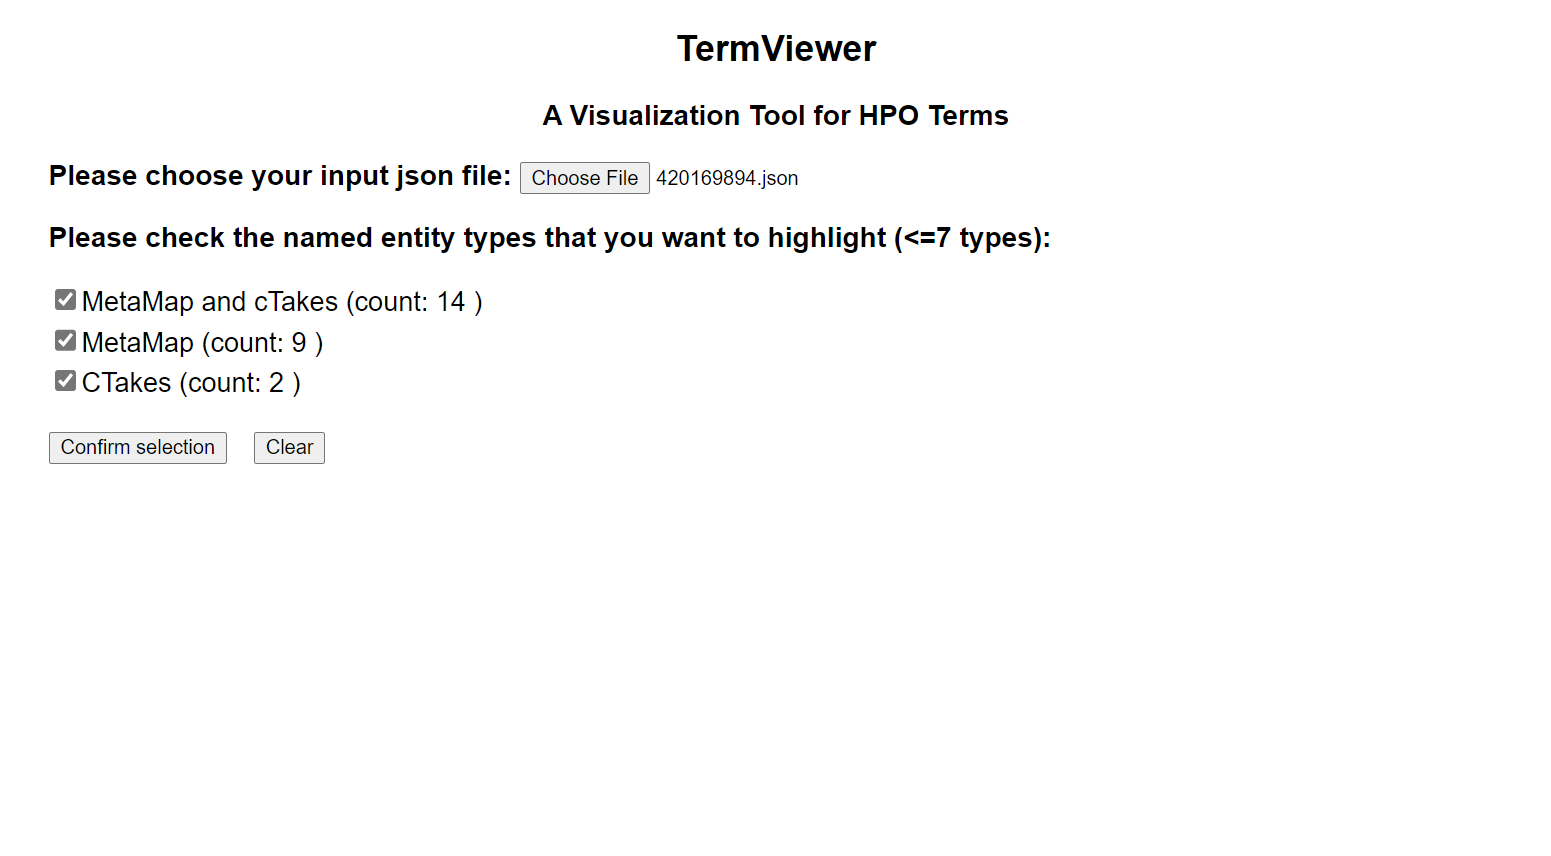 TermViewer
A Visualization Tool for HPO Terms
Please choose your input json file: Choose File 420169894.json
Please check the named entity types that you want to highlight (<=7 types):
MetaMap and cTakes (count: 14 )
MetaMap (count: 9 )
CTakes (count: 2 )
Confirm selection Clear